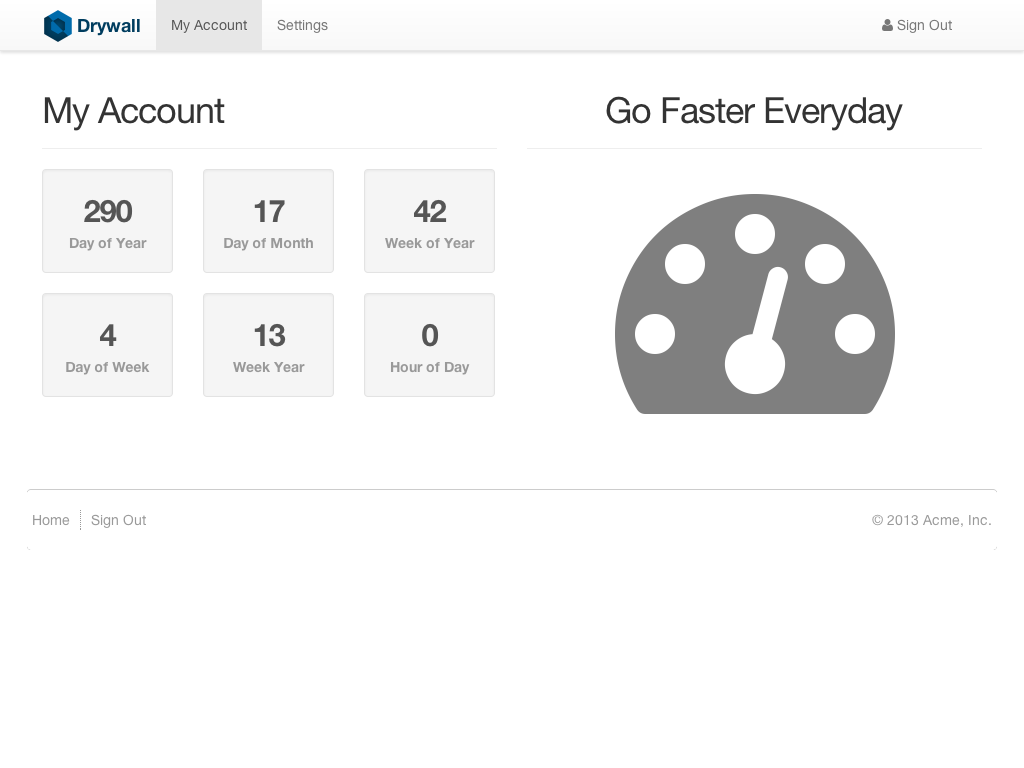 Drywall My Account Settings Sign Out
My Account
290
Day of Year
17
Day of Month
42
Week of Year
4
Day of Week
13
Week Year
0
Hour of Day
Go Faster Everyday
Home Sign Out © 2013 Acme, Inc.